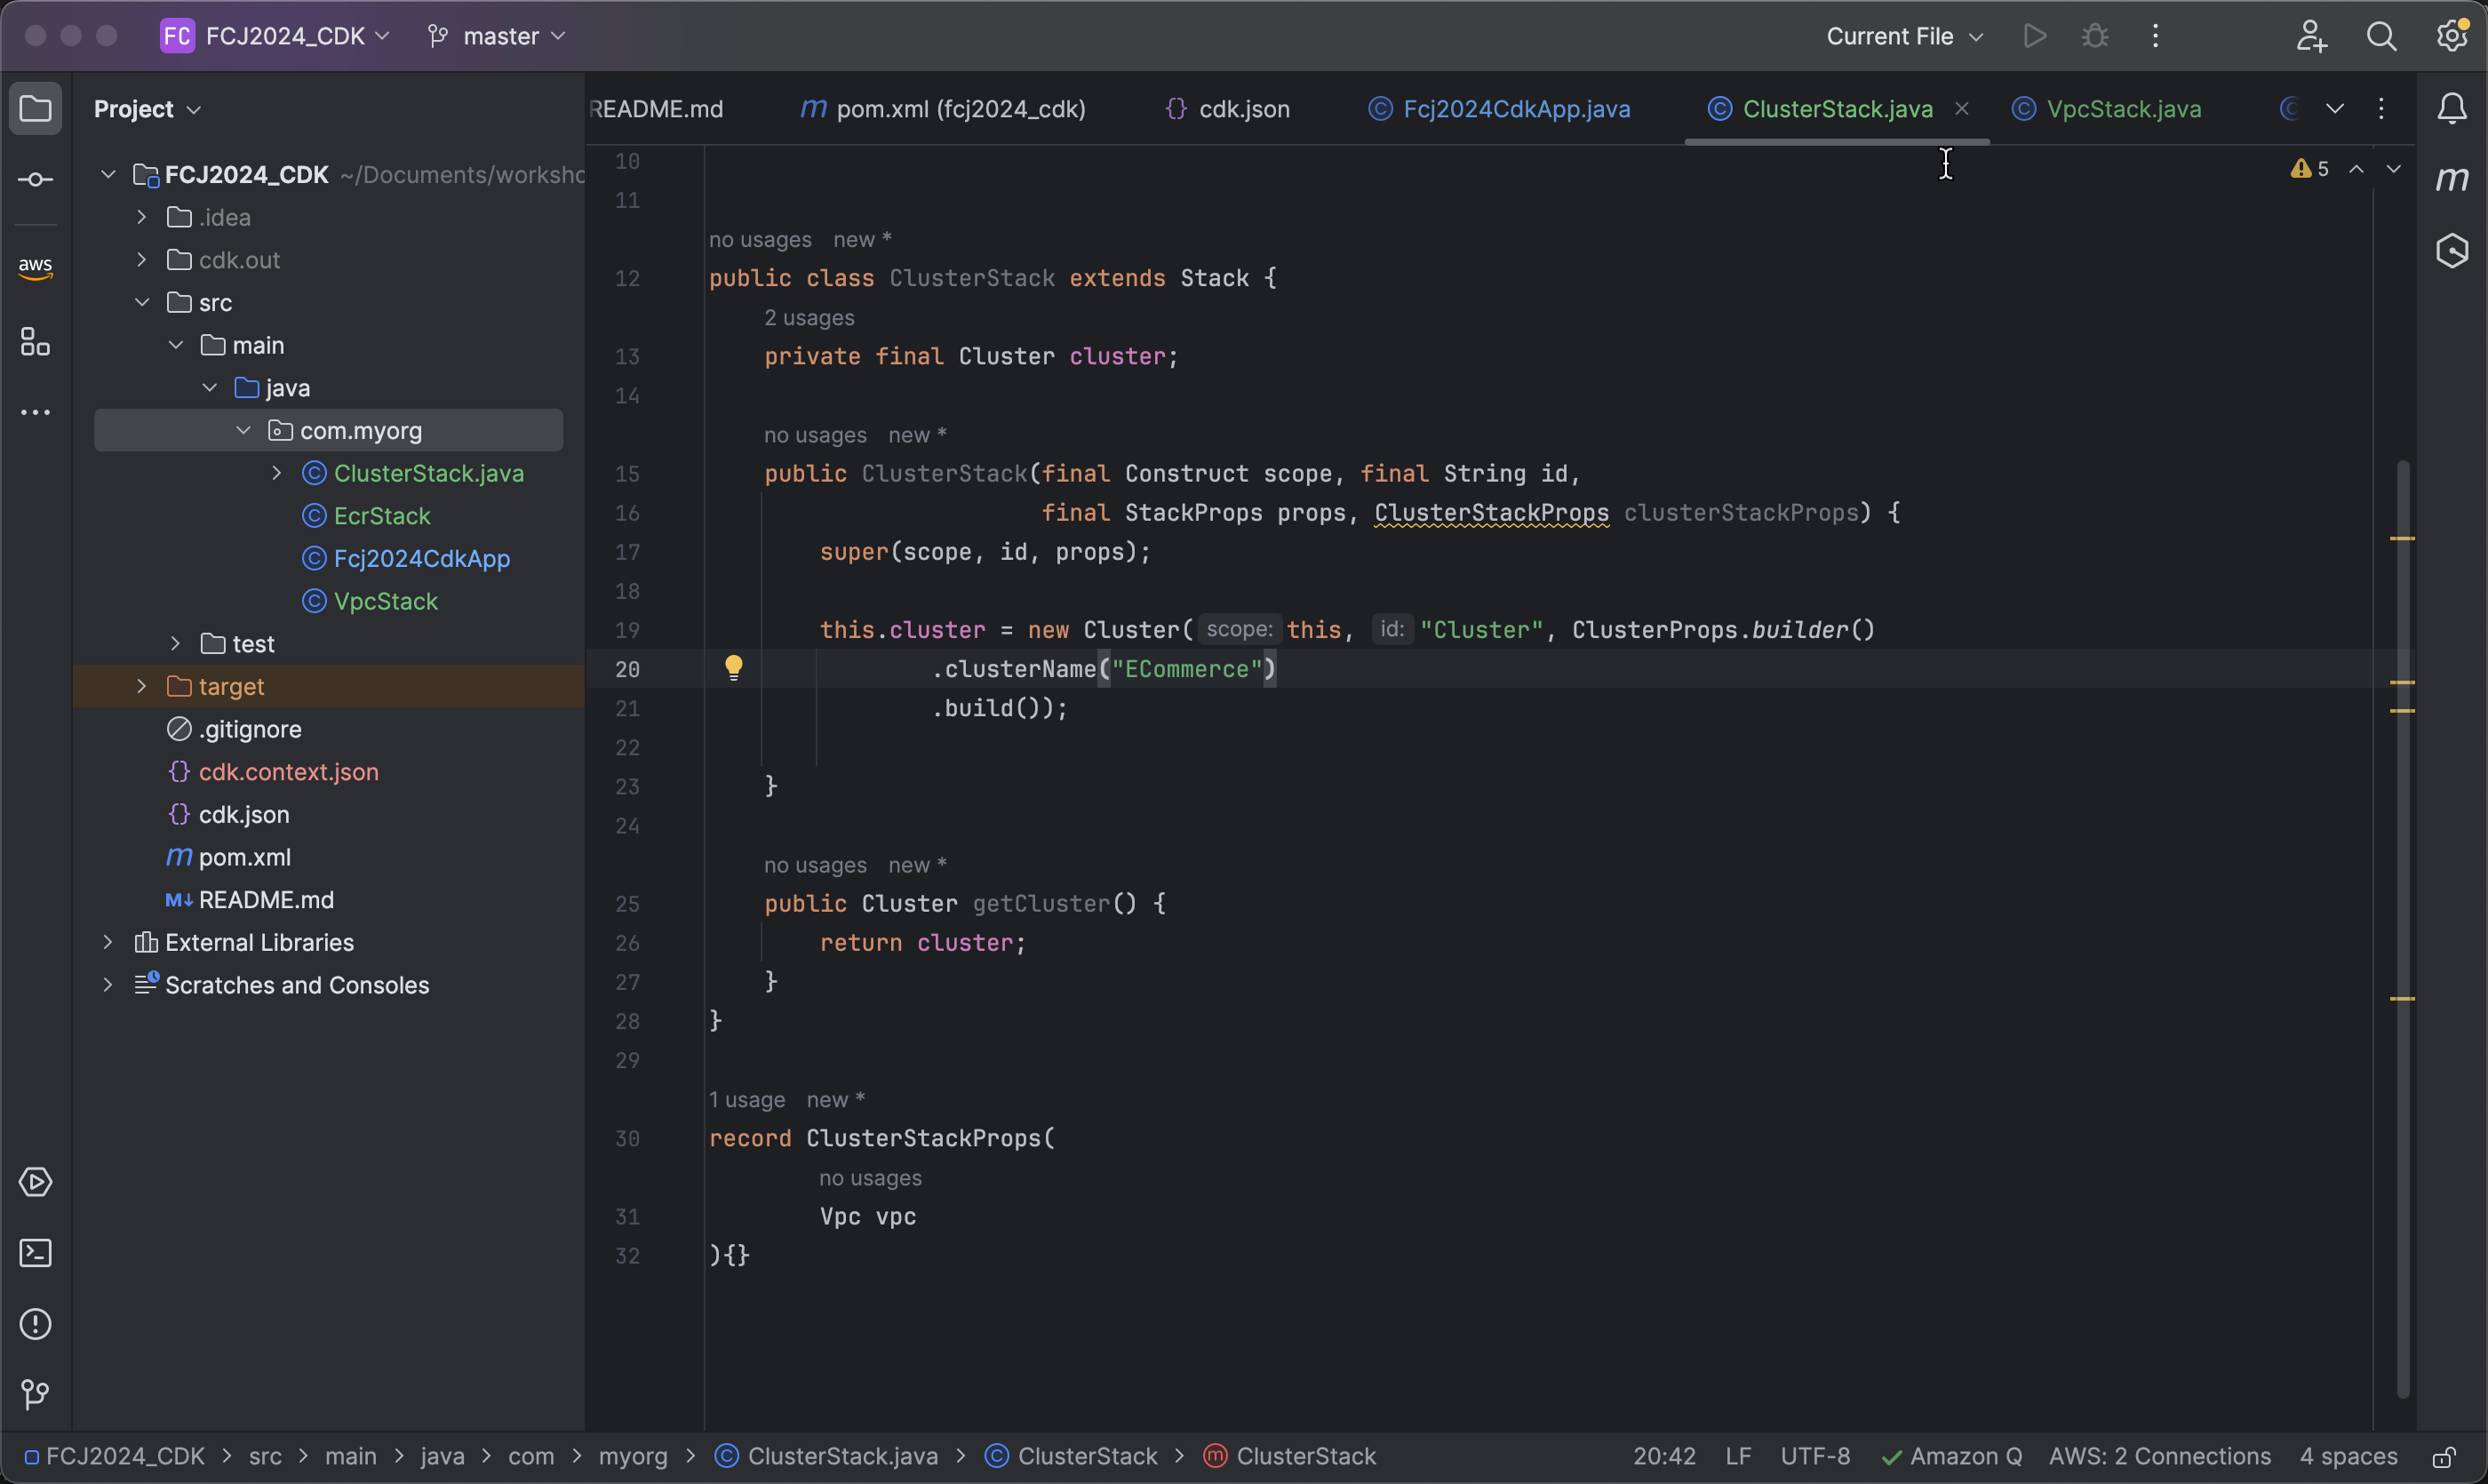 FC FCJ2024_CDK master Current File
Project
README.md m pom.xml (fcj2024_cdk) {} cdk.json C Fcj2024CdkApp.java C ClusterStack.java C VpcStack.java C
FCJ2024_CDK ~/Documents/worksho
.idea
cdk.out
aws
src
main
java
com.myorg
C ClusterStack.java
C EcrStack
C Fcj2024CdkApp
C VpcStack
test
target
.gitignore
{} cdk.context.json
{} cdk.json
m pom.xml
M↓ README.md
External Libraries
Scratches and Consoles
5
m
10
11
no usages new *
12 public class ClusterStack extends Stack {
2 usages
13 private final Cluster cluster;
14
no usages new *
15 public ClusterStack(final Construct scope, final String id,
16 final StackProps props, ClusterStackProps clusterStackProps) {
17 super(scope, id, props);
18
19 this.cluster = new Cluster( scope: this, id: "Cluster", ClusterProps.builder()
20 .clusterName("ECommerce")
21 .build());
22
23 }
24
no usages new *
25 public Cluster getCluster() {
26 return cluster;
27 }
28 }
29
1 usage new *
30 record ClusterStackProps(
no usages
31 Vpc vpc
32 ){}
FCJ2024_CDK > src > main > java > com > myorg > C ClusterStack.java > C ClusterStack > m ClusterStack 20:42 LF UTF-8 Amazon Q AWS: 2 Connections 4 spaces